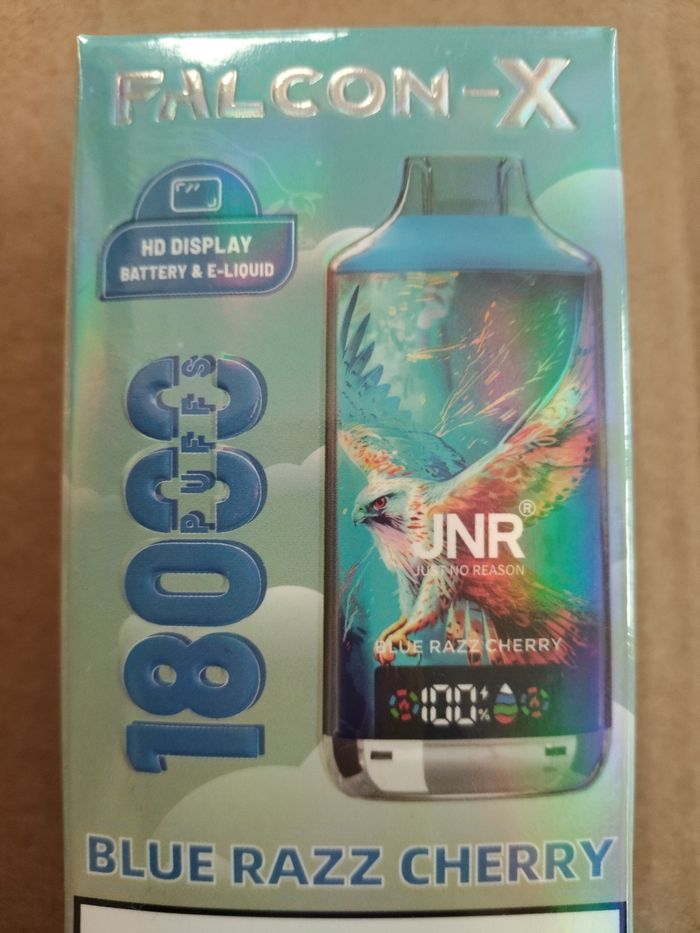 FALCON-X
HD DISPLAY
BATTERY & E-LIQUID
18000
PUFFS
JNR®
JUST NO REASON
BLUE RAZZ CHERRY
100%
BLUE RAZZ CHERRY